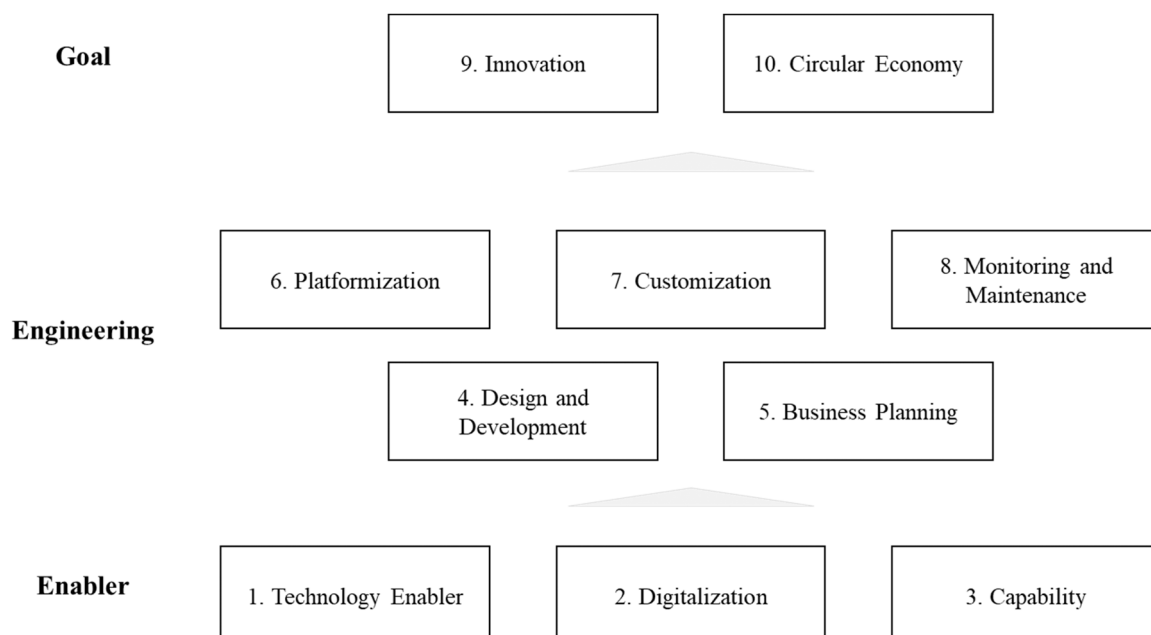 Goal
9. Innovation
10. Circular Economy
6. Platformization
7. Customization
8. Monitoring and
Maintenance
Engineering
4. Design and
Development
5. Business Planning
Enabler
1. Technology Enabler
2. Digitalization
3. Capability